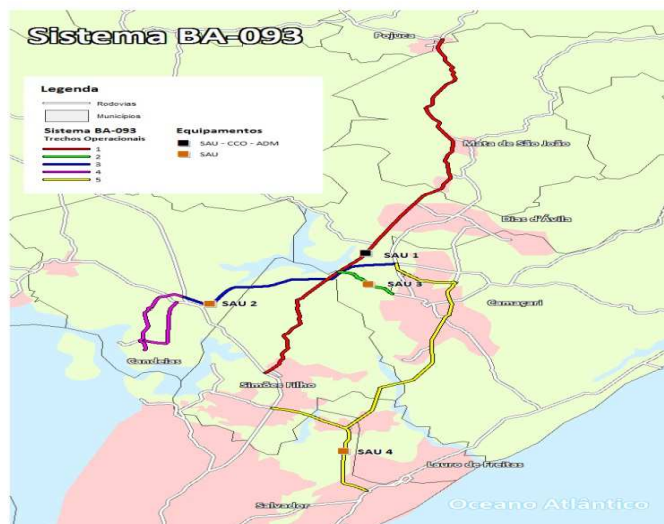 Sistema BA-093
Pojuca
Legenda
Rodovias
Municípios
Sistema BA-093
Trechos Operacionais
1
2
3
4
5
Equipamentos
SAU - CCO - ADM
SAU
Mata de São João
Dias d'Ávila
SAU 1
SAU 3
SAU 2
Camaçari
Candeias
Simões Filho
SAU 4
Lauro de Freitas
Salvador
Oceano Atlântico